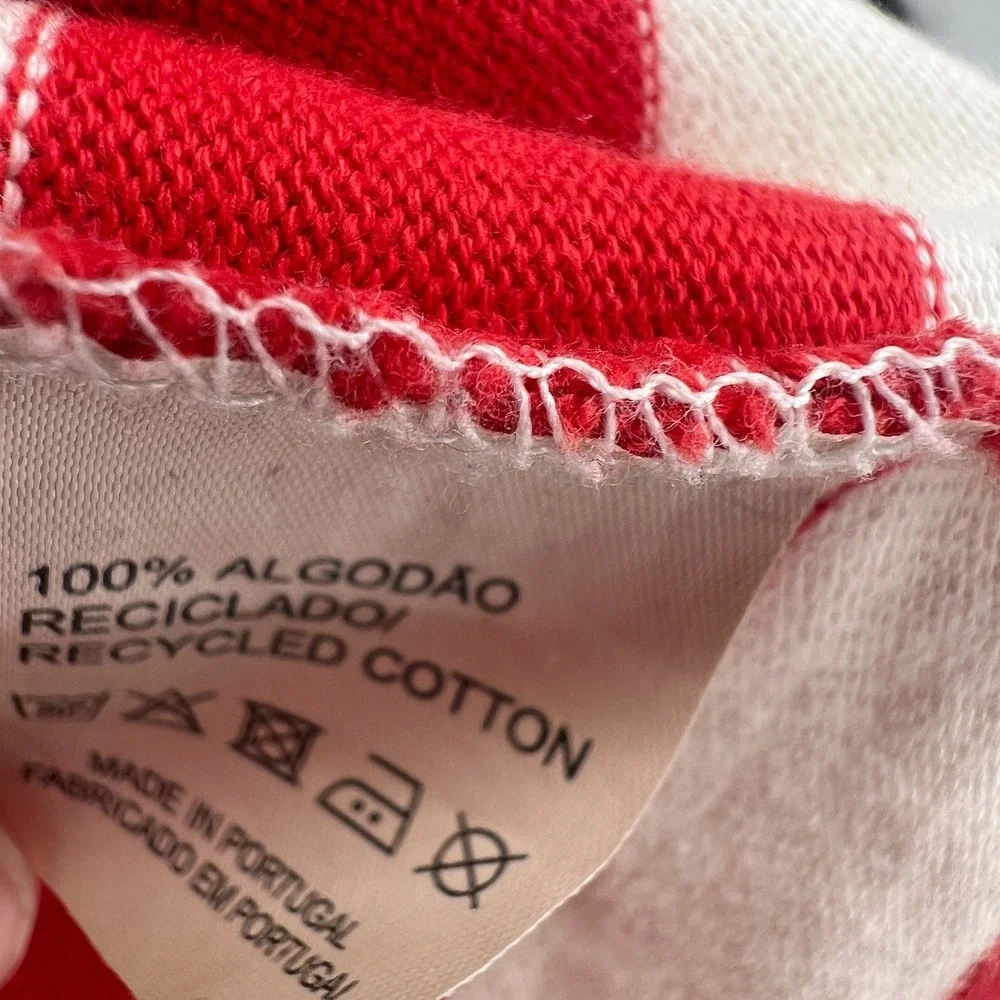 100% ALGODÃO
RECICLADO/
RECYCLED COTTON
MADE IN PORTUGAL
FABRICADO EM PORTUGAL